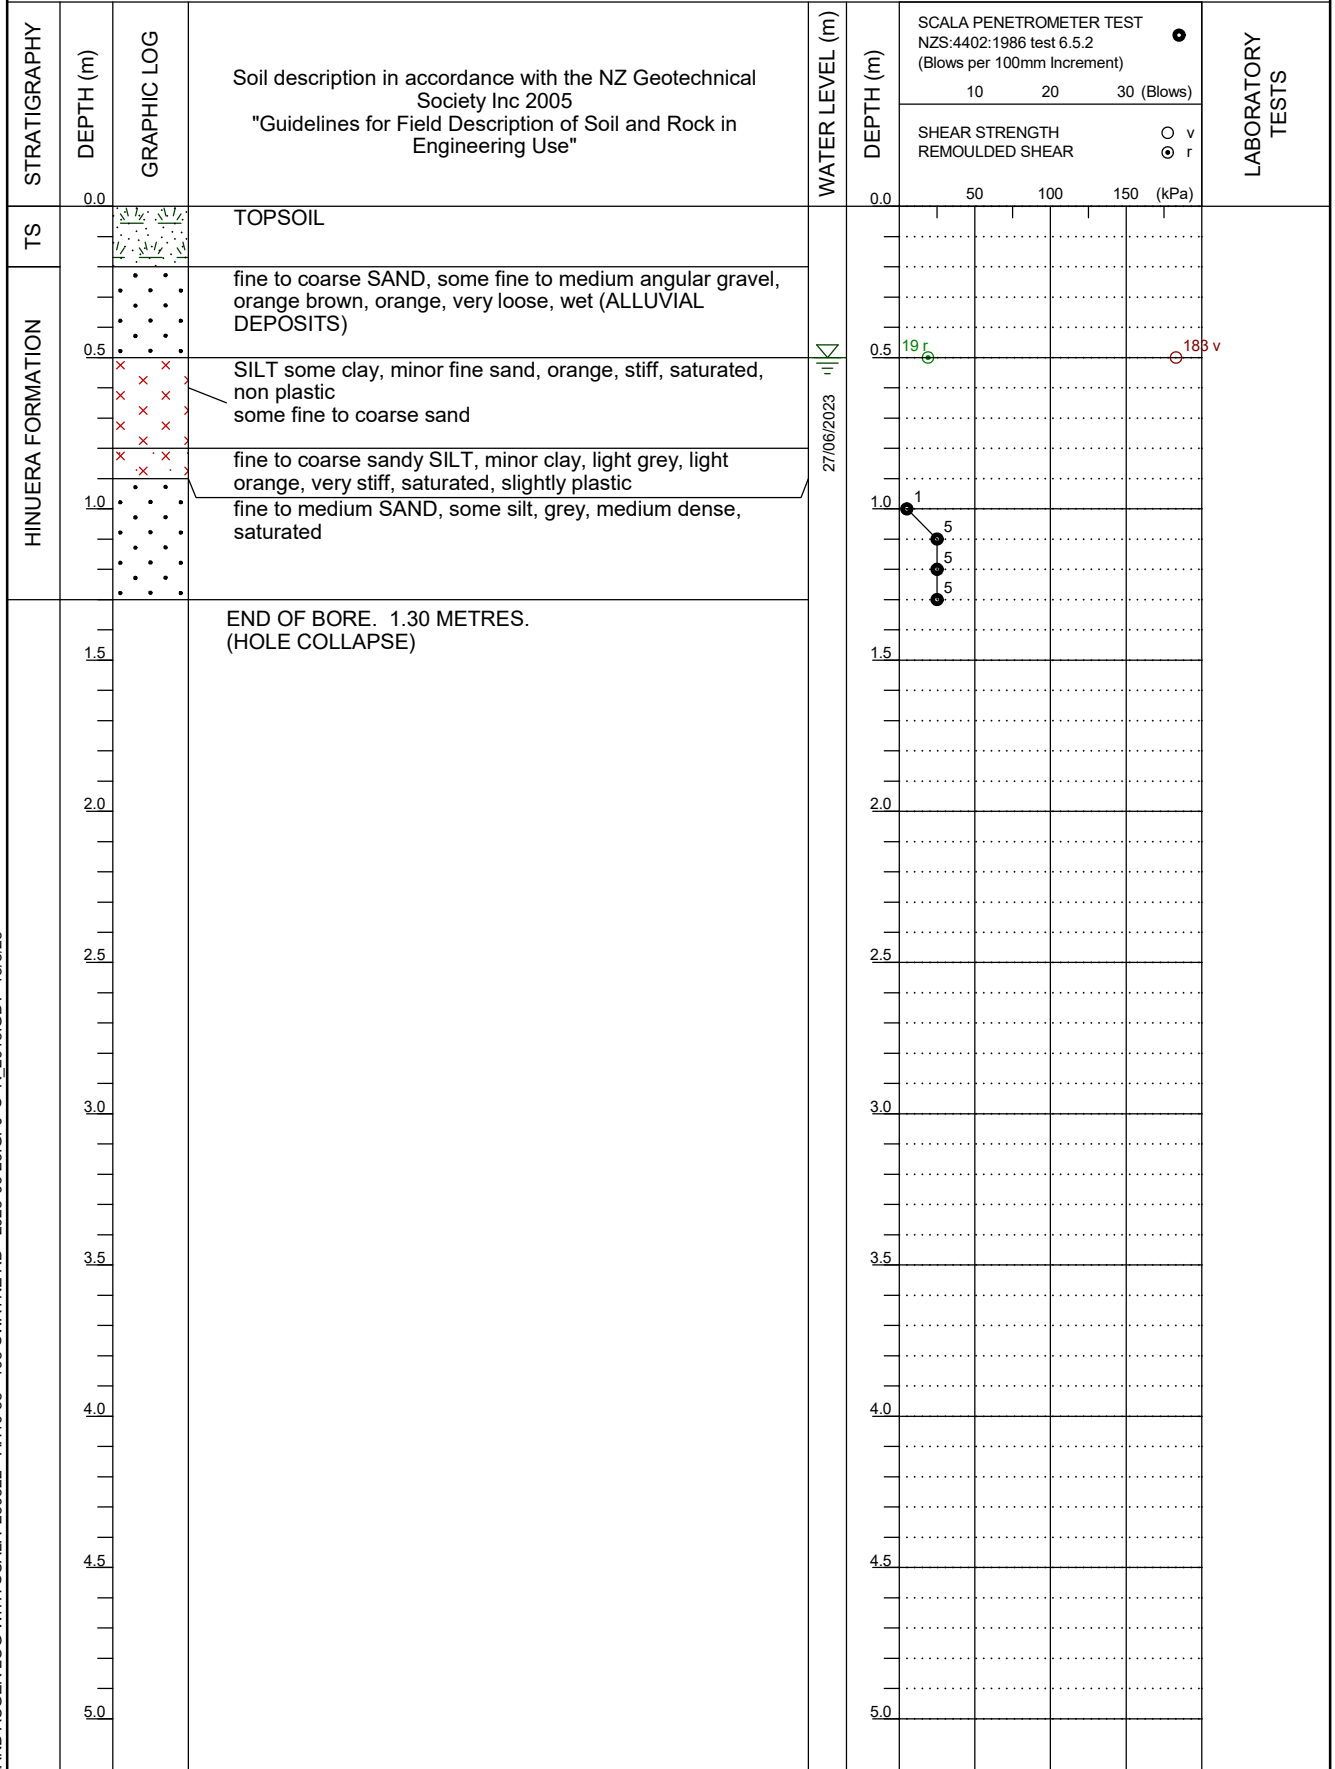 STRATIGRAPHY
DEPTH (m)
GRAPHIC LOG
Soil description in accordance with the NZ Geotechnical
Society Inc 2005
"Guidelines for Field Description of Soil and Rock in
Engineering Use"
WATER LEVEL (m)
DEPTH (m)
SCALA PENETROMETER TEST
NZS:4402:1986 test 6.5.2
(Blows per 100mm Increment)
10 20 30 (Blows)
SHEAR STRENGTH v
REMOULDED SHEAR r
50 100 150 (kPa)
LABORATORY
TESTS
0.0
0.0
TS
TOPSOIL
HINUERA FORMATION
fine to coarse SAND, some fine to medium angular gravel,
orange brown, orange, very loose, wet (ALLUVIAL
DEPOSITS)
0.5
0.5
19 r
183 v
SILT some clay, minor fine sand, orange, stiff, saturated,
non plastic
some fine to coarse sand
27/06/2023
fine to coarse sandy SILT, minor clay, light grey, light
orange, very stiff, saturated, slightly plastic
1.0
1.0
1
fine to medium SAND, some silt, grey, medium dense,
saturated
5
5
5
END OF BORE. 1.30 METRES.
(HOLE COLLAPSE)
1.5
1.5
2.0
2.0
2.5
2.5
3.0
3.0
3.5
3.5
4.0
4.0
4.5
4.5
5.0
5.0